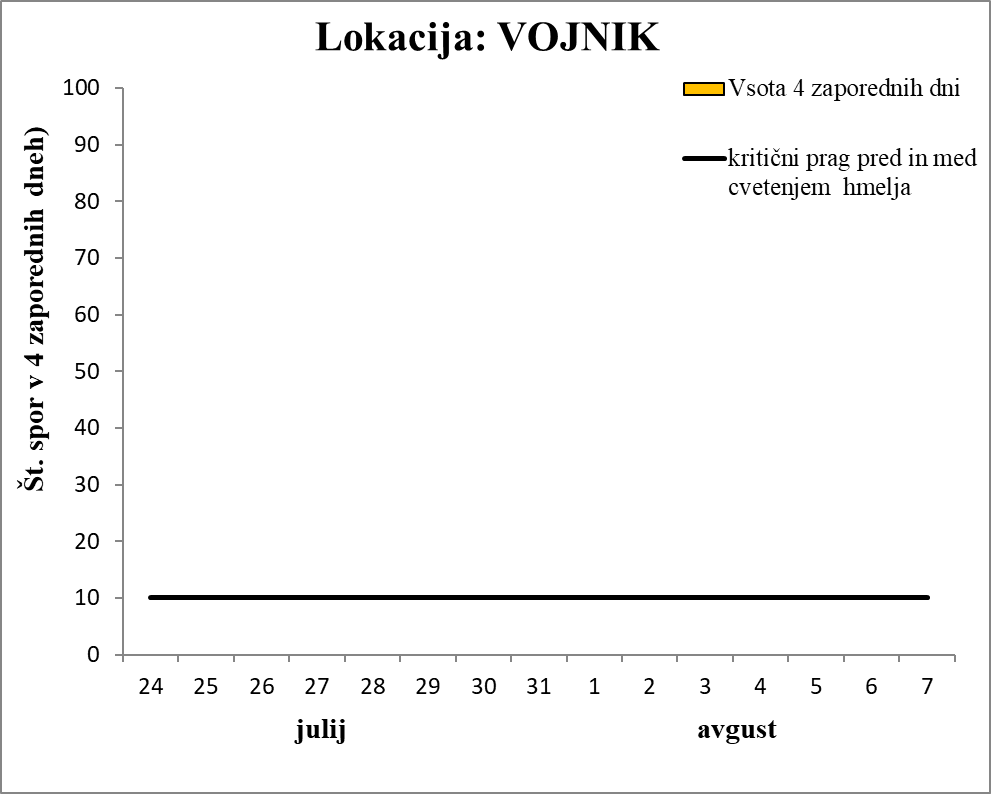 Lokacija: VOJNIK
Vsota 4 zaporednih dni
kritični prag pred in med
cvetenjem hmelja
Št. spor v 4 zaporednih dneh)
100
90
80
70
60
50
40
30
20
10
0
24 25 26 27 28 29 30 31 1 2 3 4 5 6 7
julij avgust